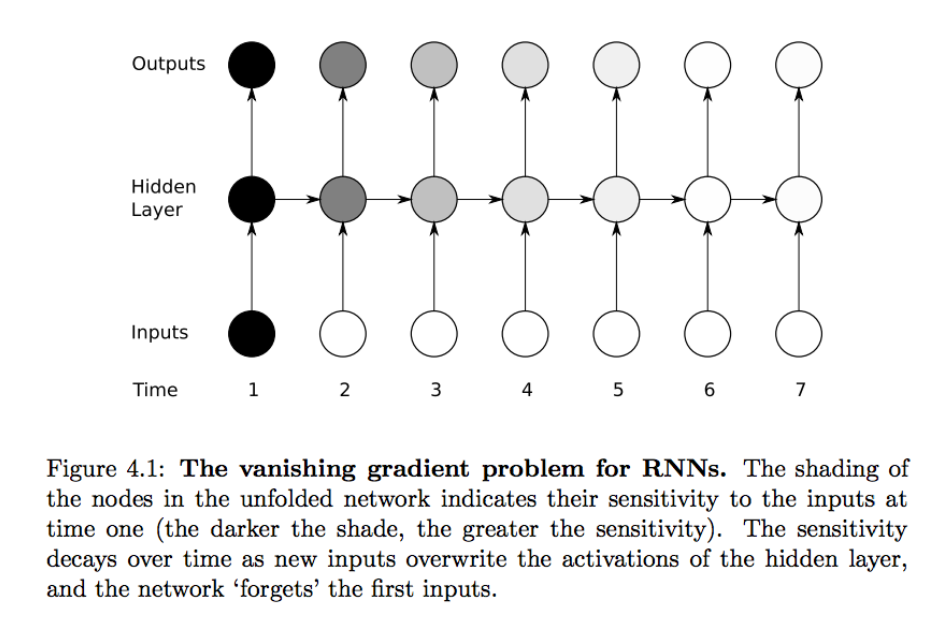 Outputs
Hidden
Layer
Inputs
Time 1 2 3 4 5 6 7
Figure 4.1: The vanishing gradient problem for RNNs. The shading of
the nodes in the unfolded network indicates their sensitivity to the inputs at
time one (the darker the shade, the greater the sensitivity). The sensitivity
decays over time as new inputs overwrite the activations of the hidden layer,
and the network ‘forgets’ the first inputs.